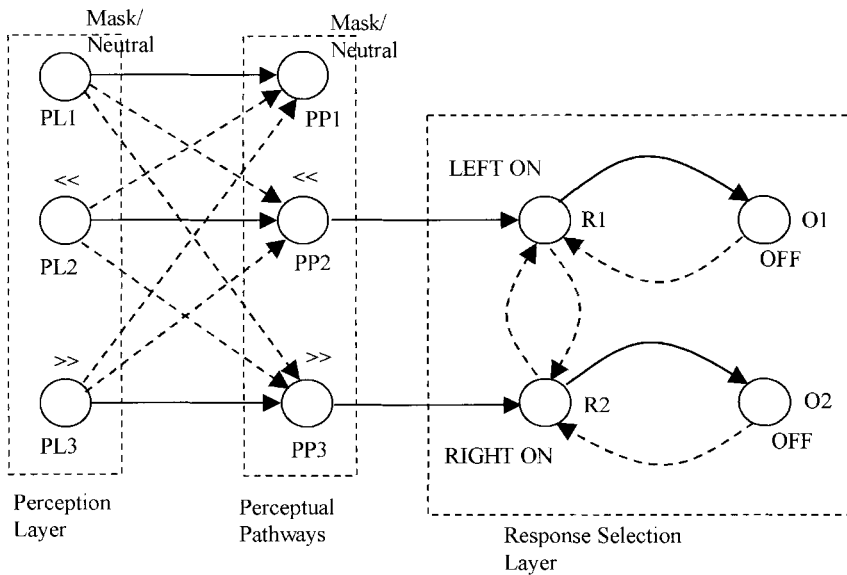 Mask/
Neutral
Mask/
Neutral
PL1
PP1
<<
<<
LEFT ON
R1
O1
OFF
PL2
PP2
>>
>>
R2
O2
OFF
PL3
PP3
RIGHT ON
Perception
Layer
Perceptual
Pathways
Response Selection
Layer